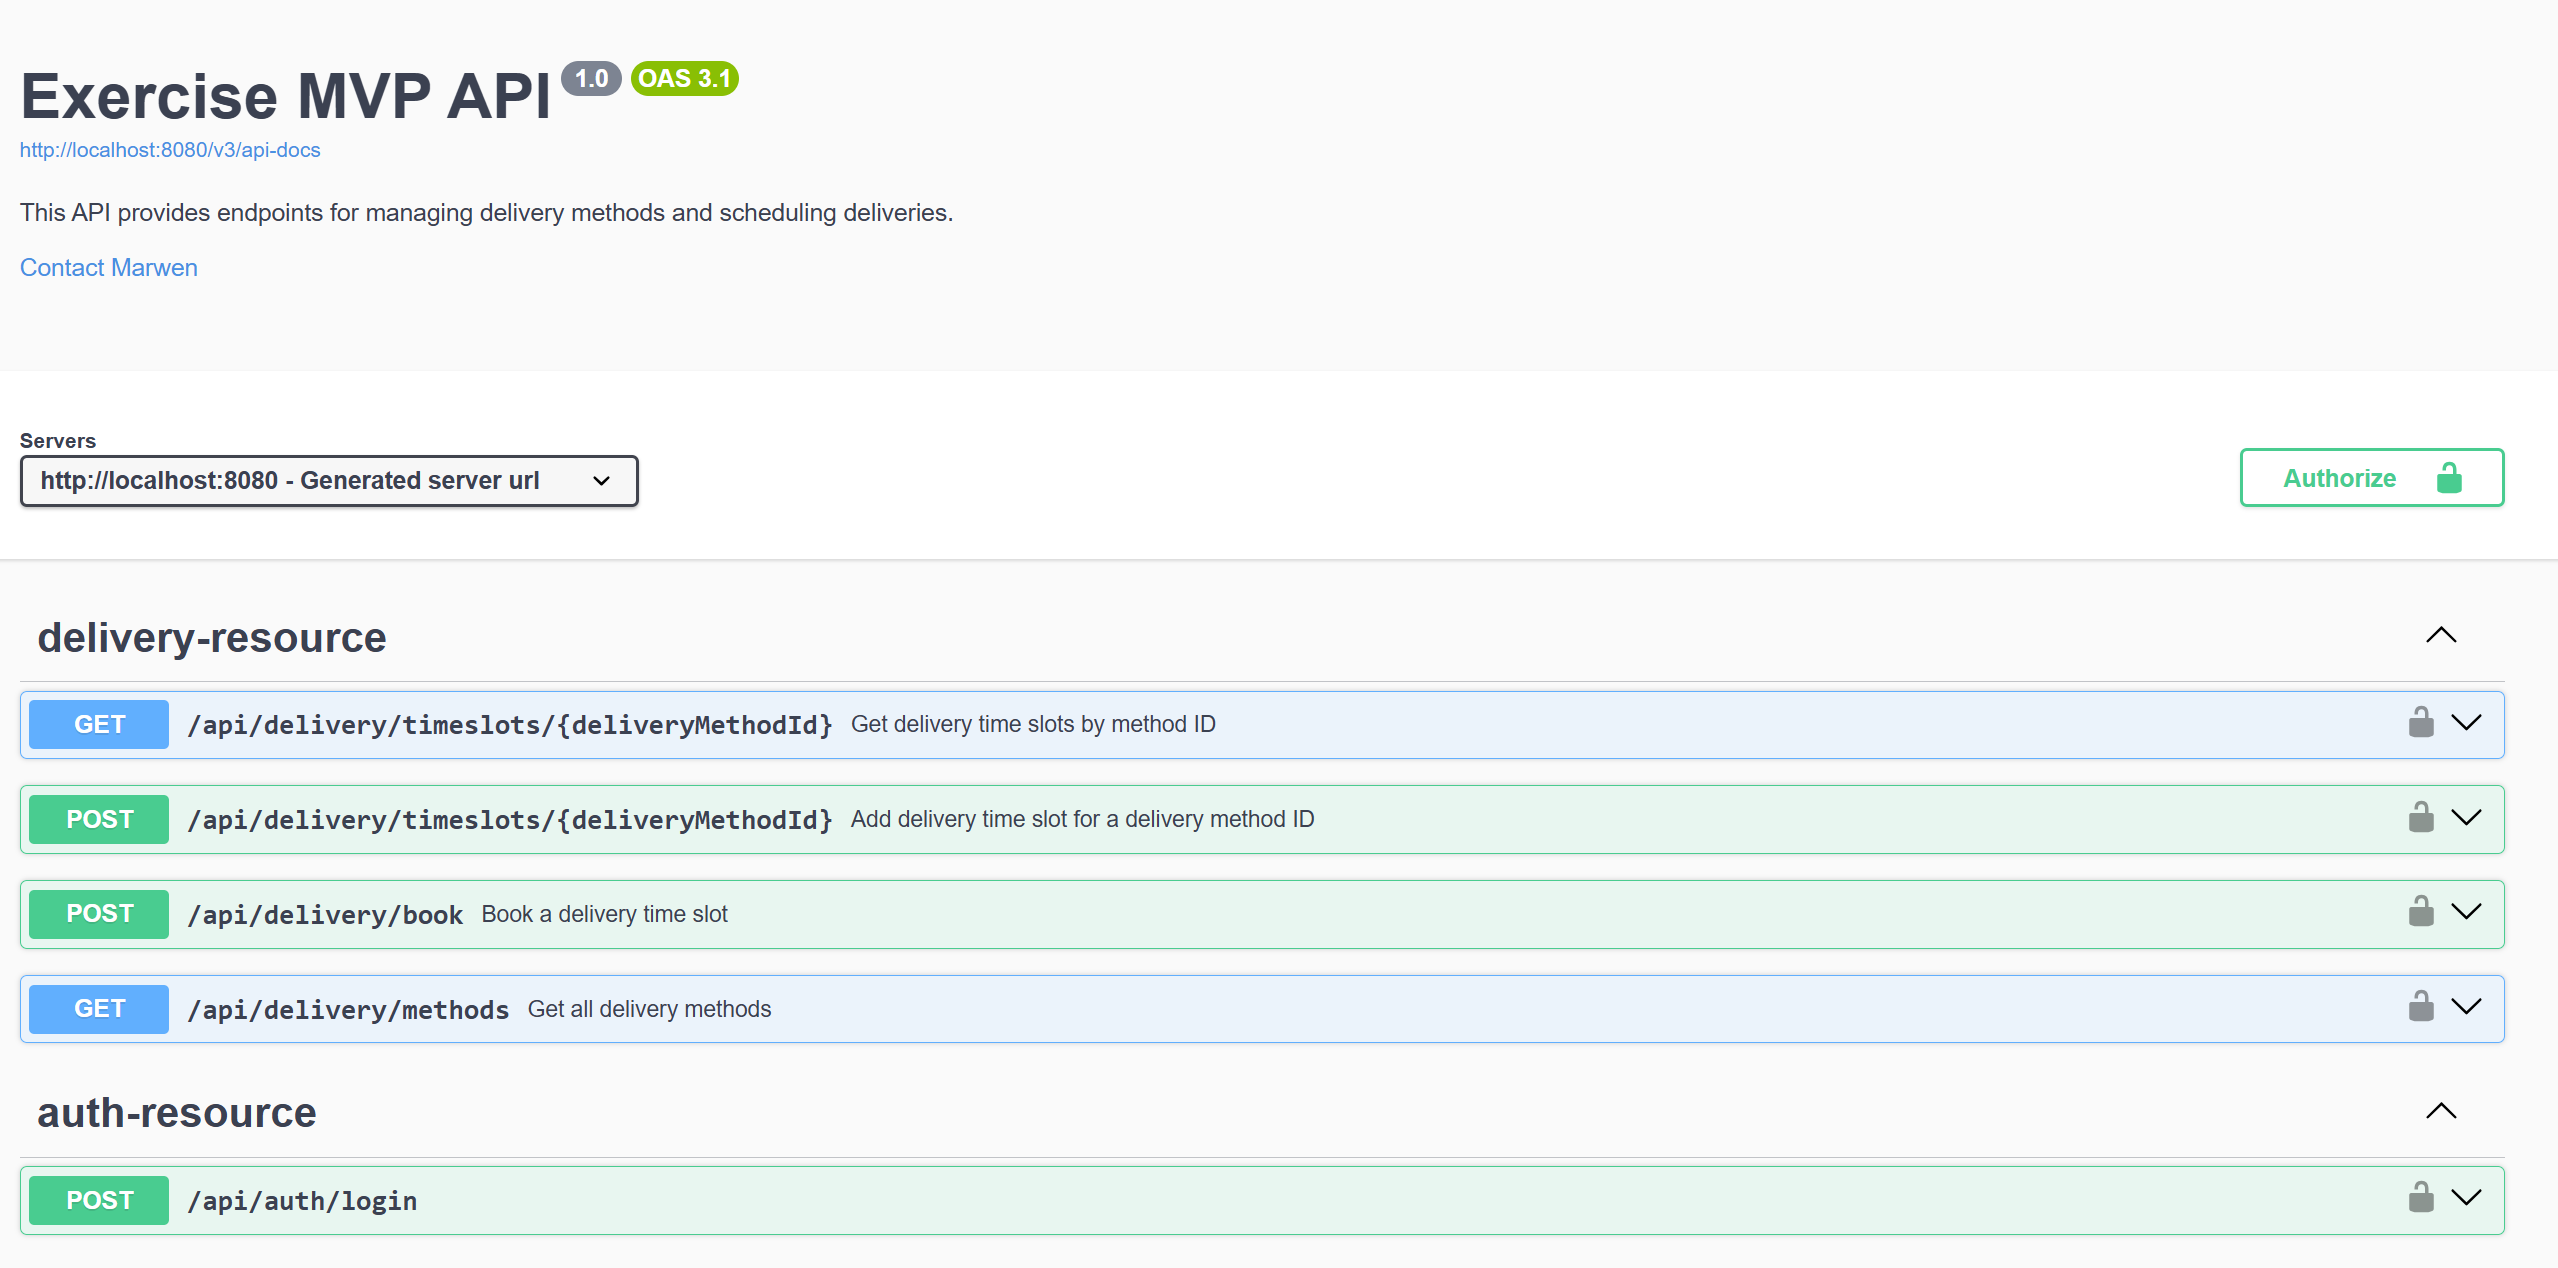 Exercise MVP API 1.0 OAS 3.1
http://localhost:8080/v3/api-docs
This API provides endpoints for managing delivery methods and scheduling deliveries.
Contact Marwen
Servers
http://localhost:8080 - Generated server url
Authorize
delivery-resource
GET /api/delivery/timeslots/{deliveryMethodId} Get delivery time slots by method ID
POST /api/delivery/timeslots/{deliveryMethodId} Add delivery time slot for a delivery method ID
POST /api/delivery/book Book a delivery time slot
GET /api/delivery/methods Get all delivery methods
auth-resource
POST /api/auth/login